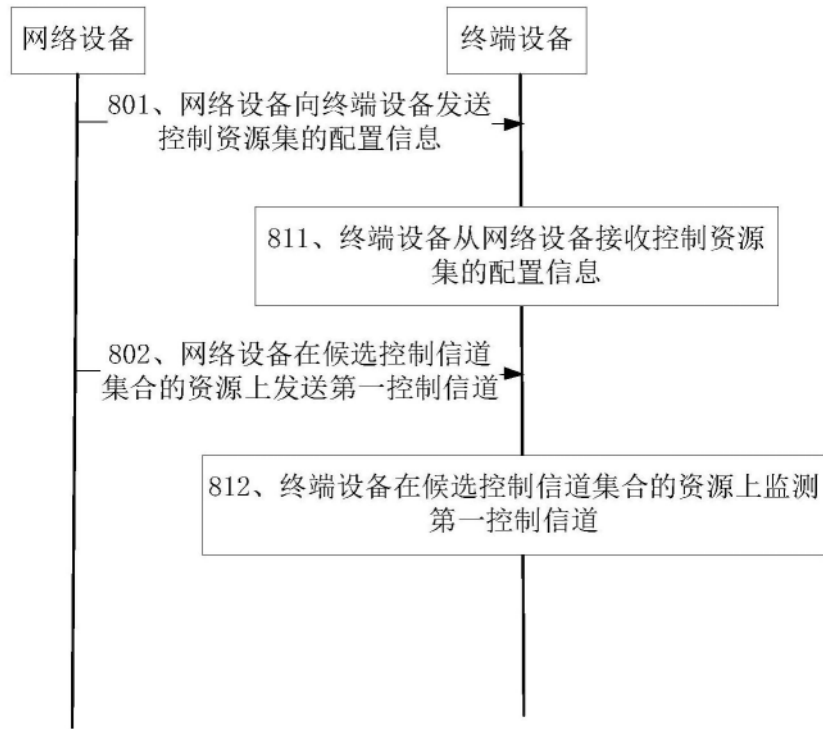 网络设备
终端设备
801、网络设备向终端设备发送
控制资源集的配置信息
811、终端设备从网络设备接收控制资源
集的配置信息
802、网络设备在候选控制信道
集合的资源上发送第一控制信道
812、终端设备在候选控制信道集合的资源上监测
第一控制信道